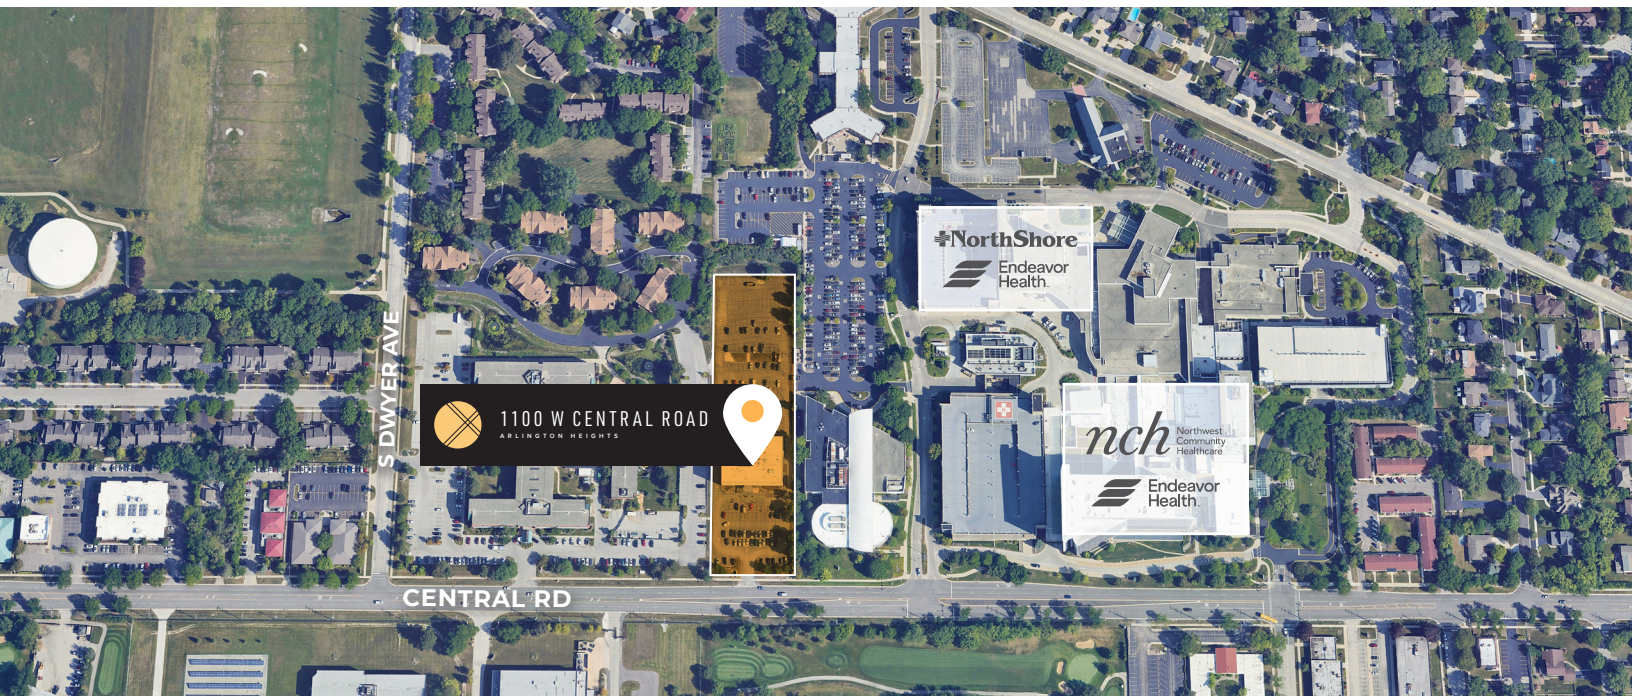 NorthShore
Endeavor
Health
S DWYER AVE
1100 W CENTRAL ROAD
ARLINGTON HEIGHTS
nch
Northwest
Community
Healthcare
Endeavor
Health
CENTRAL RD